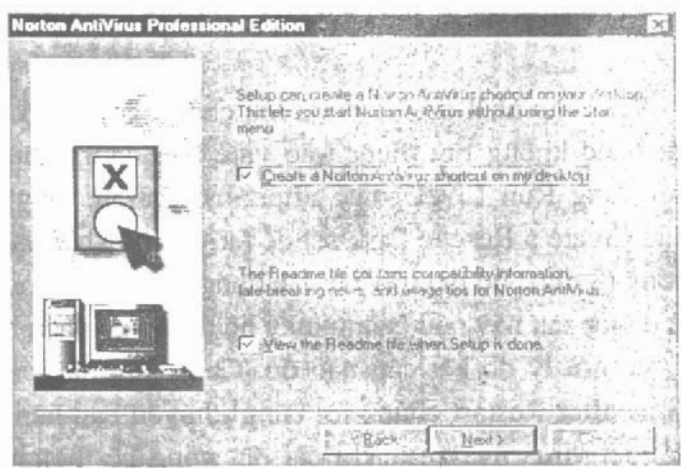 Norton AntiVirus Professional Edition
Setup can create a Norton AntiVirus shortcut on your desktop.
This lets you start Norton AntiVirus without using the Start
menu
Create a Norton AntiVirus shortcut on my desktop
The Readme file contains compatibility information,
late-breaking news, and usage tips for Norton AntiVirus.
View the Readme file when Setup is done.
< Back
Next >